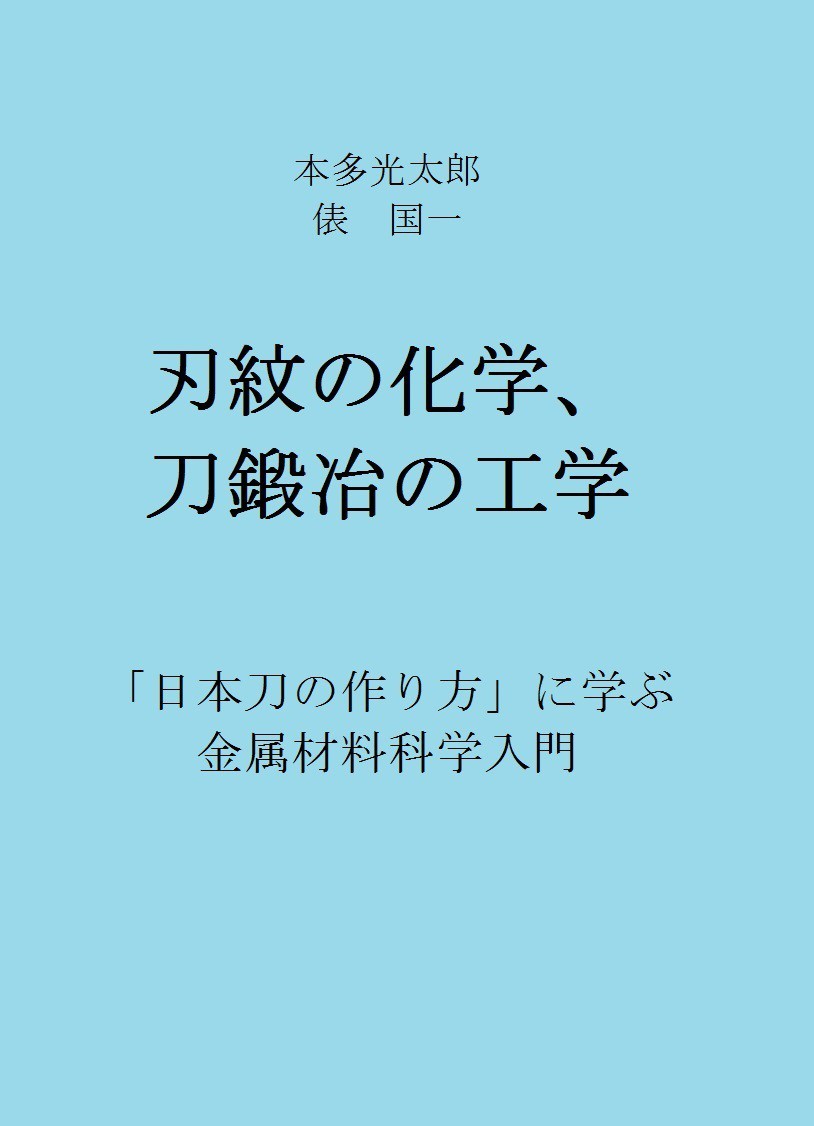 本多光太郎
俵　国一
刃紋の化学、
刀鍛冶の工学
「日本刀の作り方」に学ぶ
金属材料科学入門